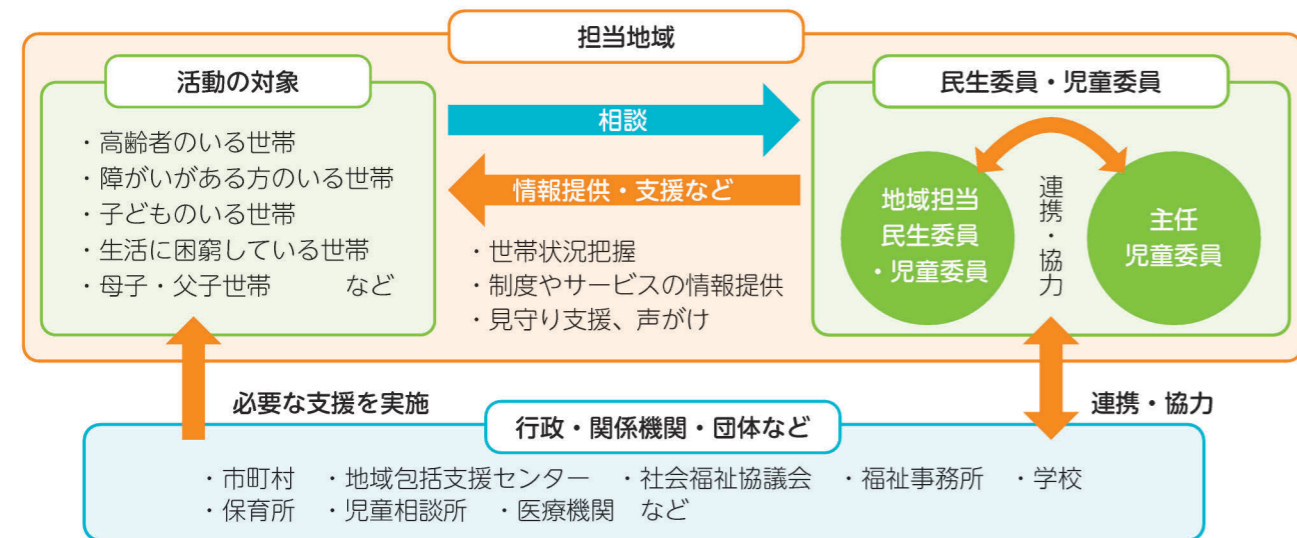 担当地域
活動の対象
・高齢者のいる世帯
・障がいがある方のいる世帯
・子どものいる世帯
・生活に困窮している世帯
・母子・父子世帯　　　など
相談
情報提供・支援など
・世帯状況把握
・制度やサービスの情報提供
・見守り支援、声がけ
民生委員・児童委員
地域担当
民生委員
・児童委員
連携・協力
主任
児童委員
必要な支援を実施
連携・協力
行政・関係機関・団体など
・市町村　・地域包括支援センター　・社会福祉協議会　・福祉事務所　・学校
・保育所　・児童相談所　・医療機関　など